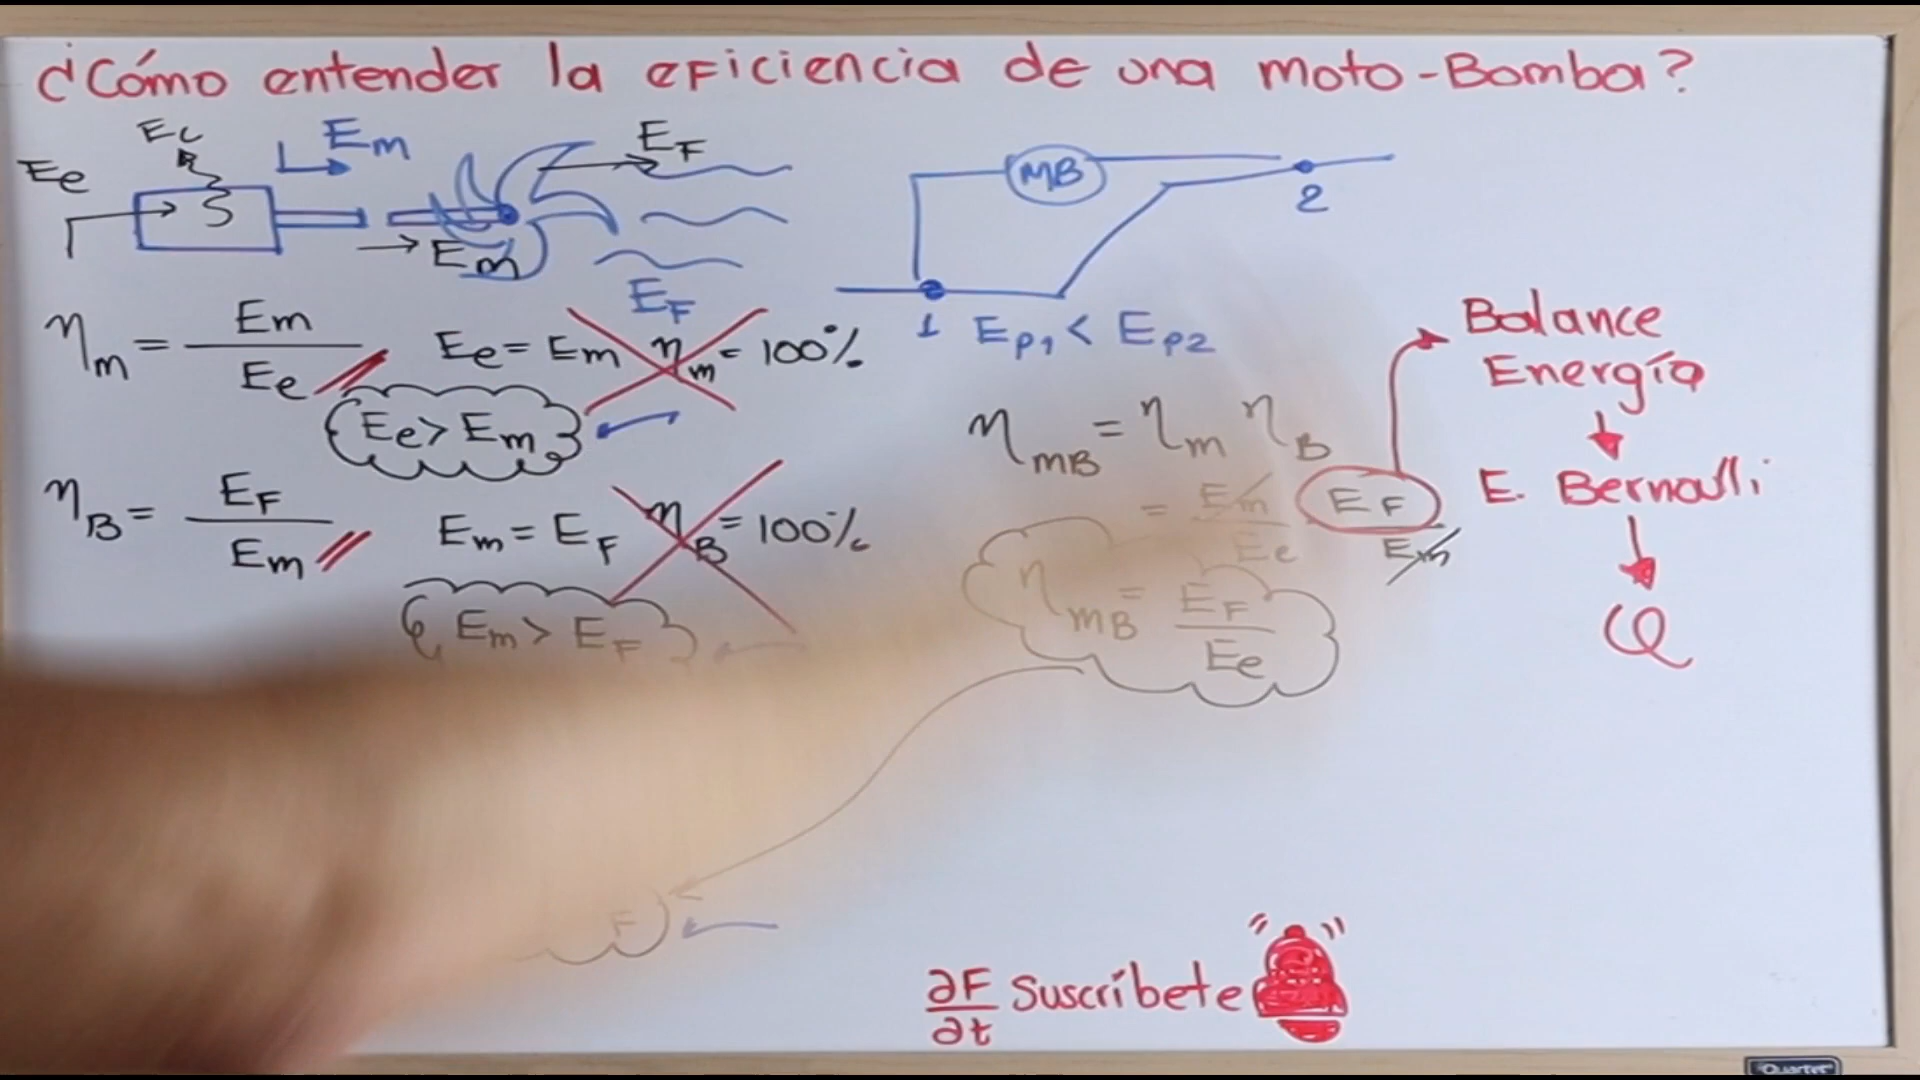 ¿Cómo entender la eficiencia de una moto-Bomba?
Ee
Ec
Em
EF
Em
EF
MB
2
1
Ep1 < Ep2
ηm = Em / Ee
Ee = Em ηm = 100%
Ee > Em
ηB = EF / Em
Em = EF ηB = 100%
Em > EF
ηmB = ηm ηB
= Em / Ee EF / Em
ηmB = EF / Ee
Balance
Energía
E. Bernoulli
Q
F
∂F/∂t Suscríbete
Quartet